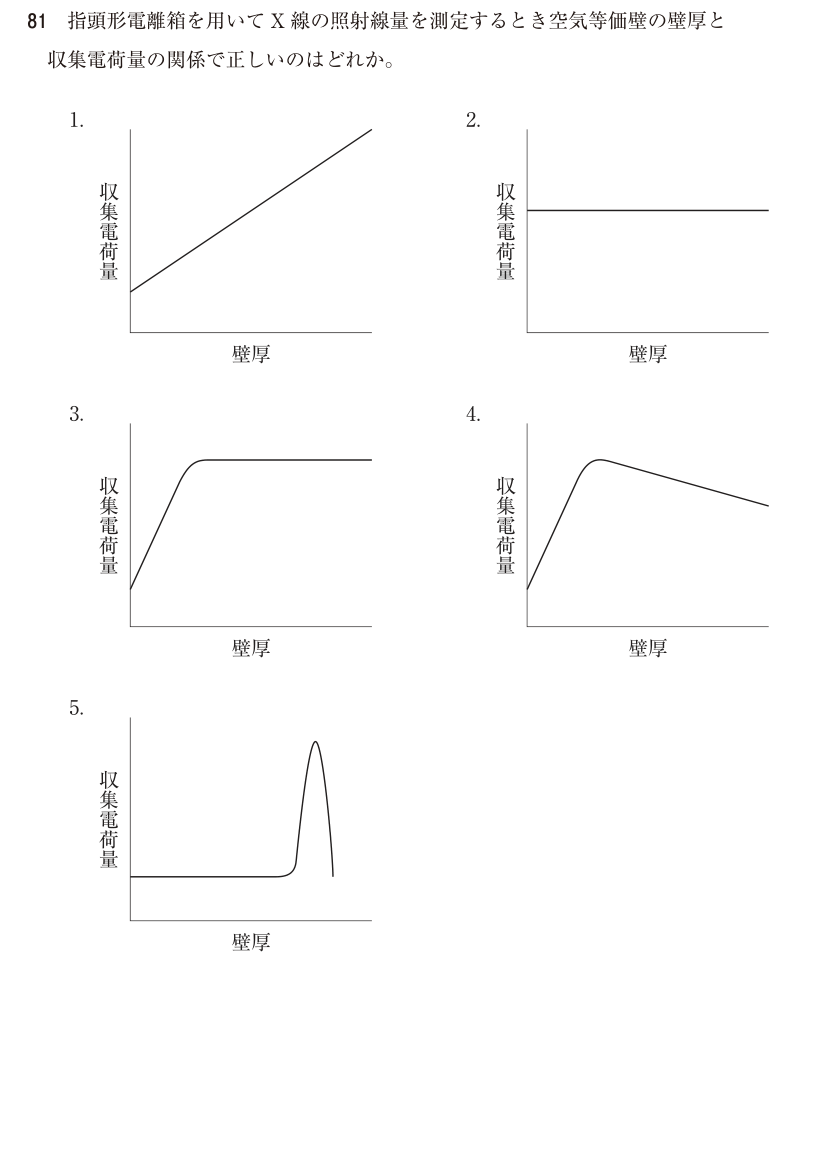 81 指頭形電離箱を用いて X 線の照射線量を測定するとき空気等価壁の壁厚と
収集電荷量の関係で正しいのはどれか。
1.
収集電荷量
壁厚
2.
収集電荷量
壁厚
3.
収集電荷量
壁厚
4.
収集電荷量
壁厚
5.
収集電荷量
壁厚